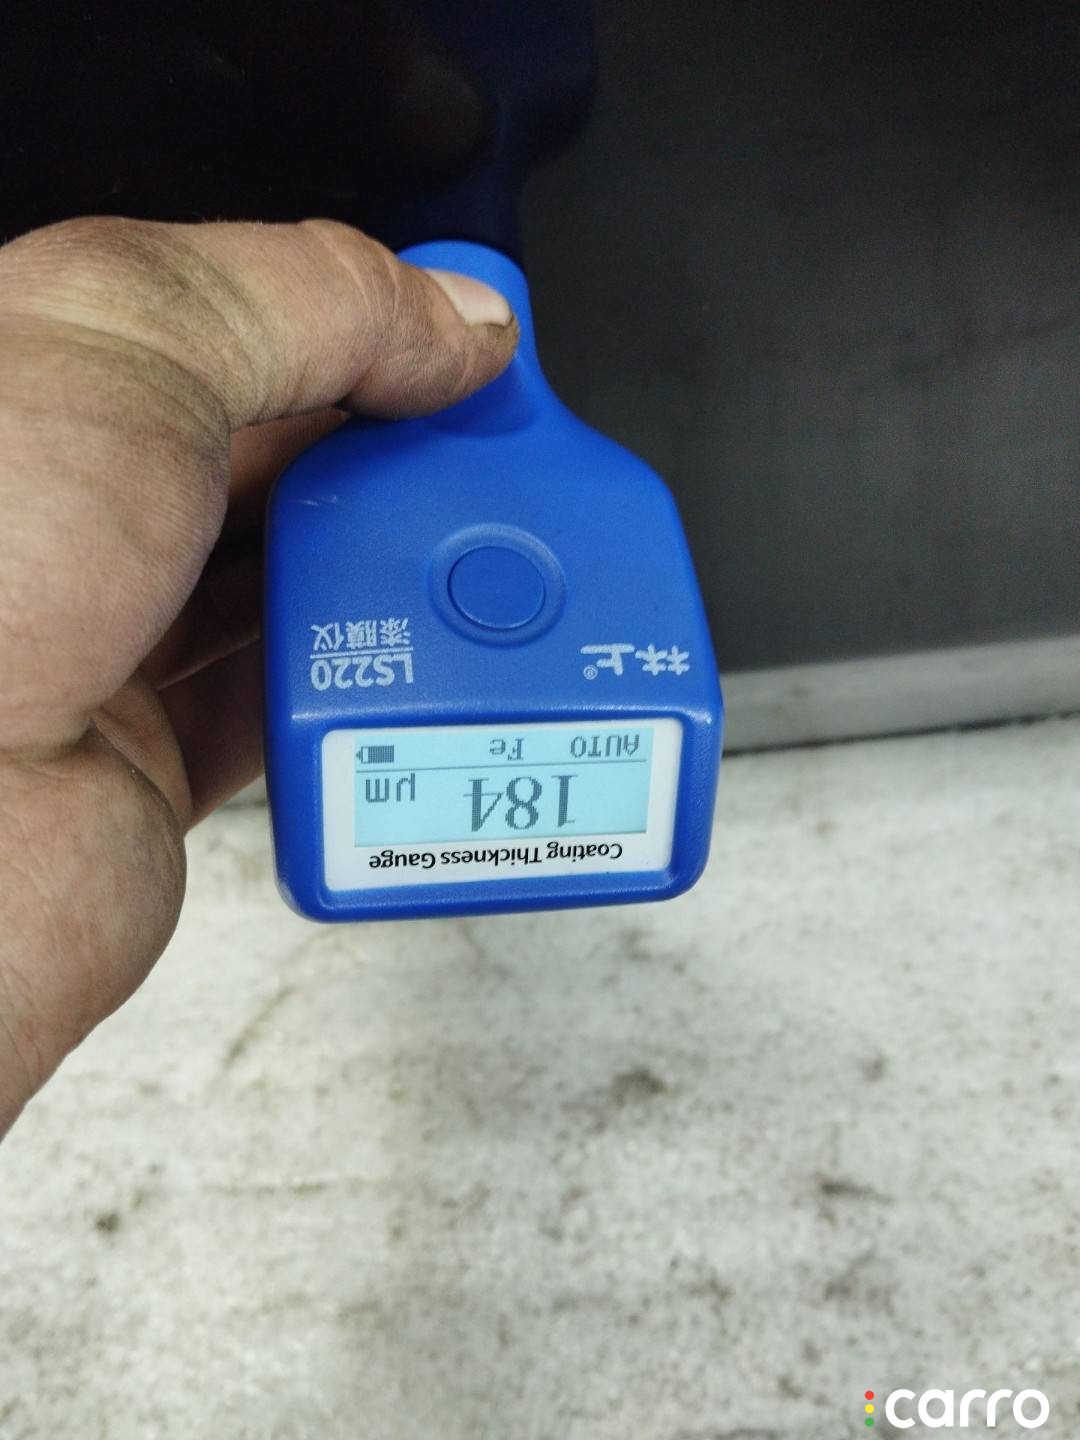 Coating Thickness Gauge
184 μm
AUTO Fe
LS220
漆膜仪
林上®
carro